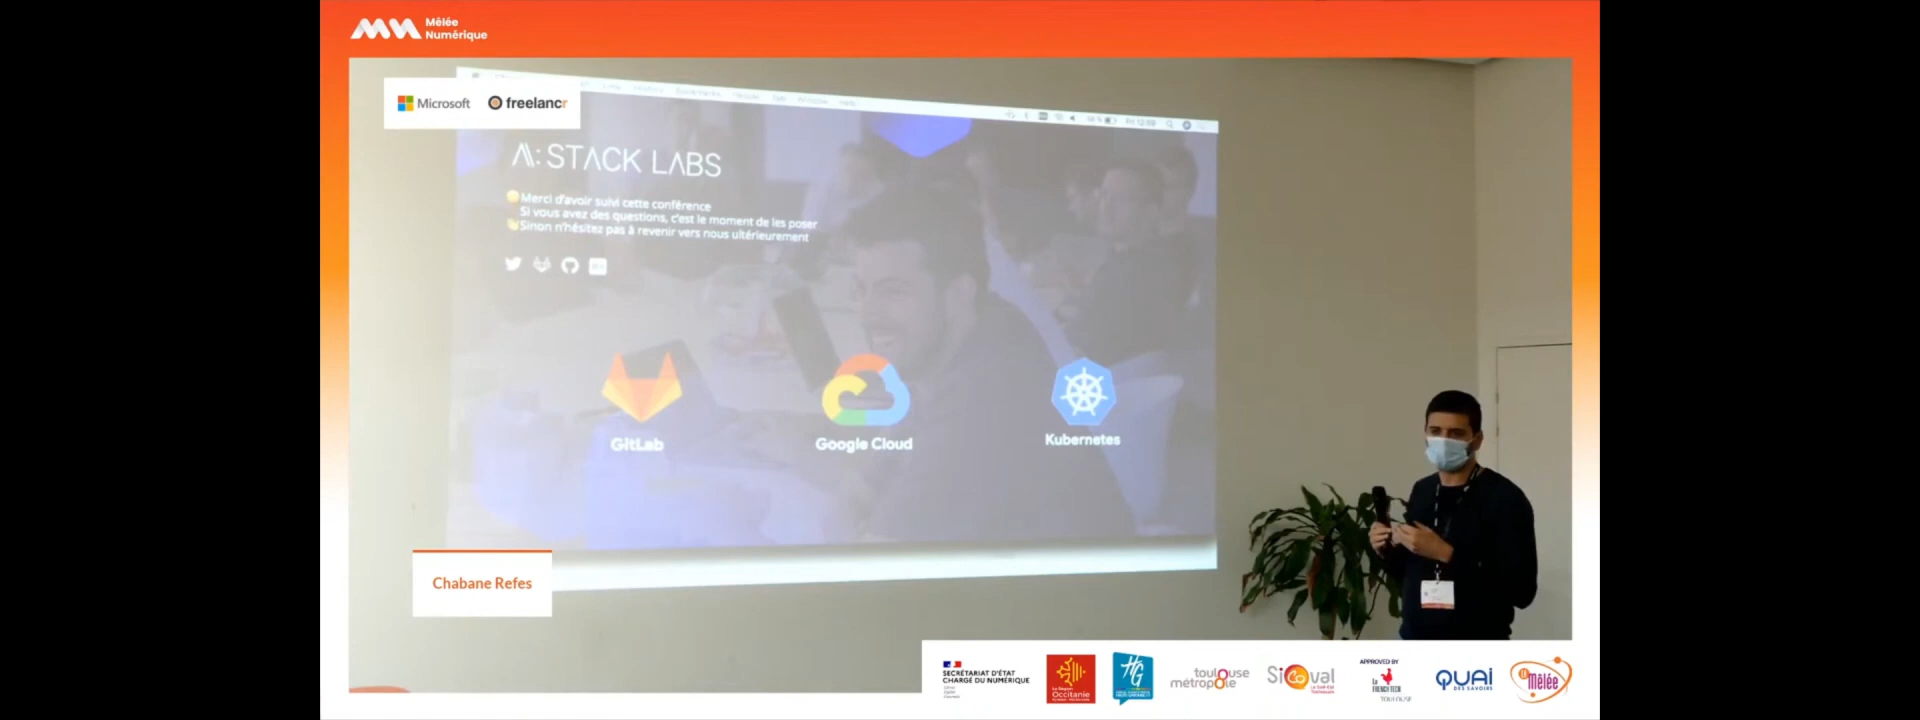 Mêlée
Numérique
Microsoft
freelancr
STACK LABS
Merci d'avoir suivi cette conférence
Si vous avez des questions, c'est le moment de les poser
Sinon n'hésitez pas à revenir vers nous ultérieurement
GitLab
Google Cloud
Kubernetes
Chabane Refes
SECRÉTARIAT D'ÉTAT
CHARGÉ DU NUMÉRIQUE
La Région
Occitanie
HG
toulouse
métropole
Sicoval
APPROVED BY
La
FRENCH TECH
TOULOUSE
QUAI
DES SAVOIRS
La
mêlée